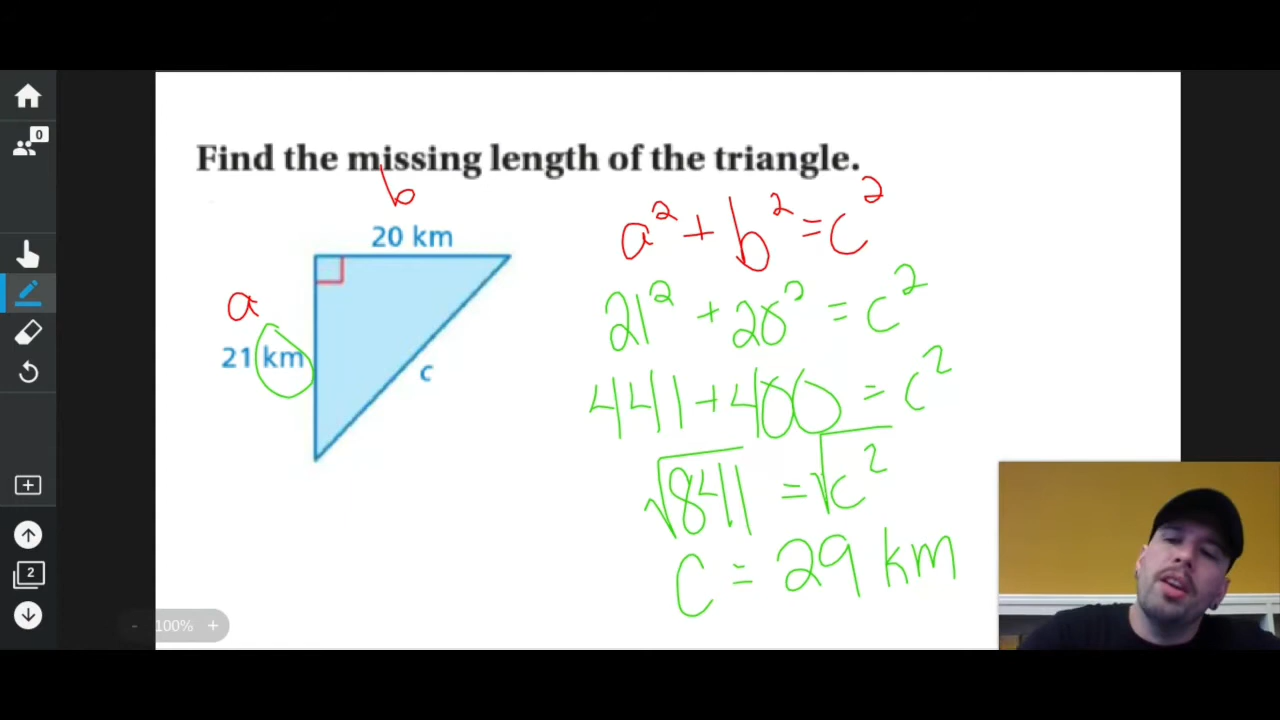 0
Find the missing length of the triangle.
b
20 km
a
21 km
c
a² + b² = c²
21² + 20² = c²
441 + 400 = c²
√841 = √c²
C = 29 km
2
- 100% +